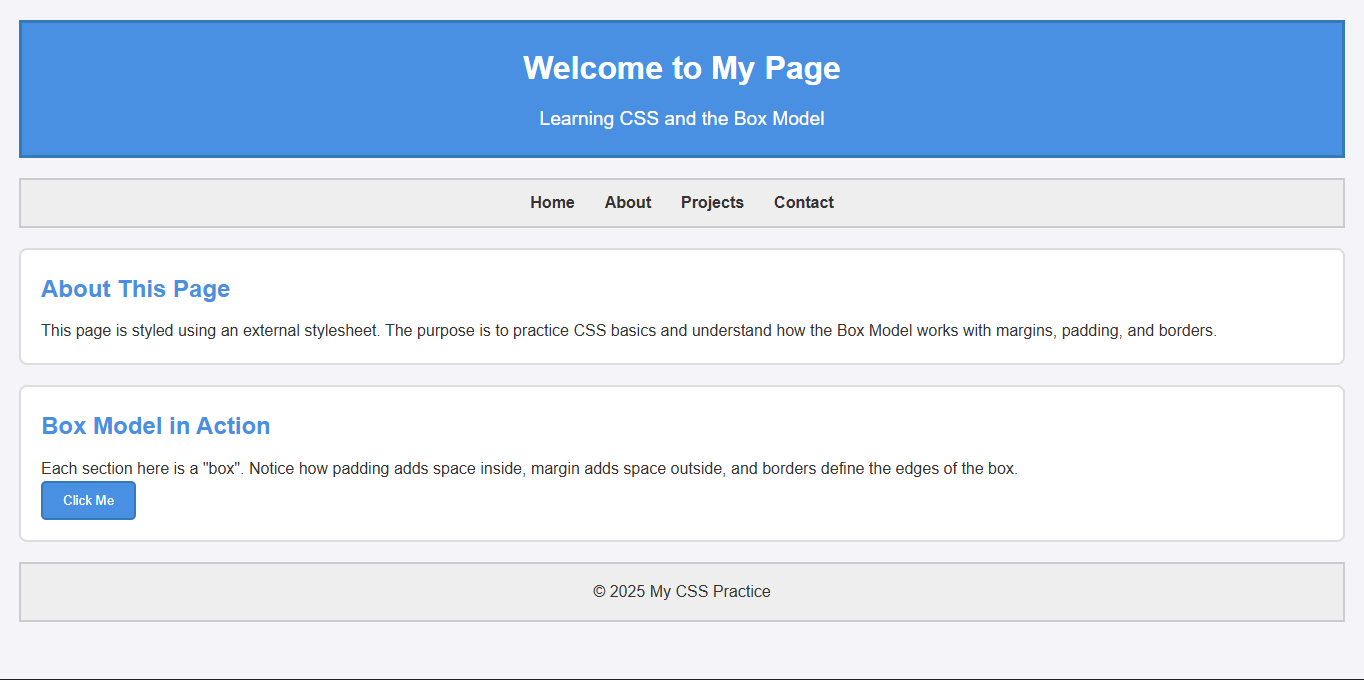 Welcome to My Page
Learning CSS and the Box Model
Home About Projects Contact
About This Page
This page is styled using an external stylesheet. The purpose is to practice CSS basics and understand how the Box Model works with margins, padding, and borders.
Box Model in Action
Each section here is a "box". Notice how padding adds space inside, margin adds space outside, and borders define the edges of the box.
Click Me
© 2025 My CSS Practice